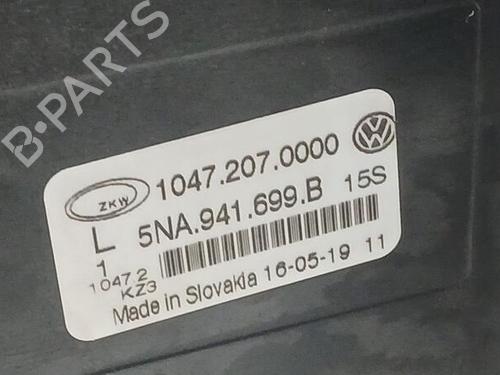 B-PARTS
ZKW 1047.207.0000
L 5NA.941.699.B 15S
1
1047.2
KZ3
Made in Slovakia 16-05-19 11